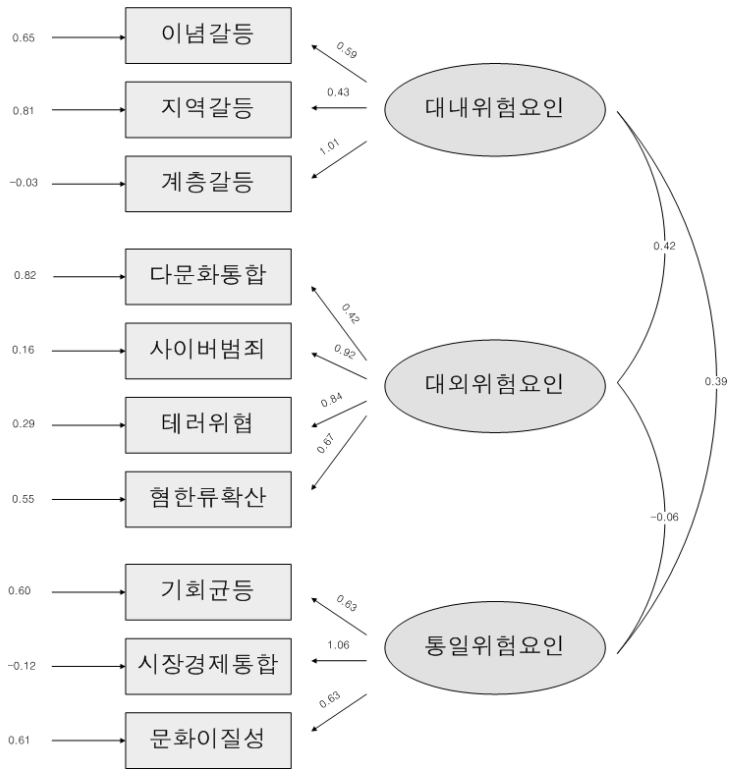 0.65
이념갈등
0.59
0.81
지역갈등
0.43
대내위험요인
-0.03
계층갈등
1.01
0.42
0.82
다문화통합
0.42
0.16
사이버범죄
0.92
대외위험요인
0.39
0.29
테러위협
0.84
0.55
혐한류확산
0.67
-0.06
0.60
기회균등
0.63
-0.12
시장경제통합
1.06
통일위험요인
0.61
문화이질성
0.63